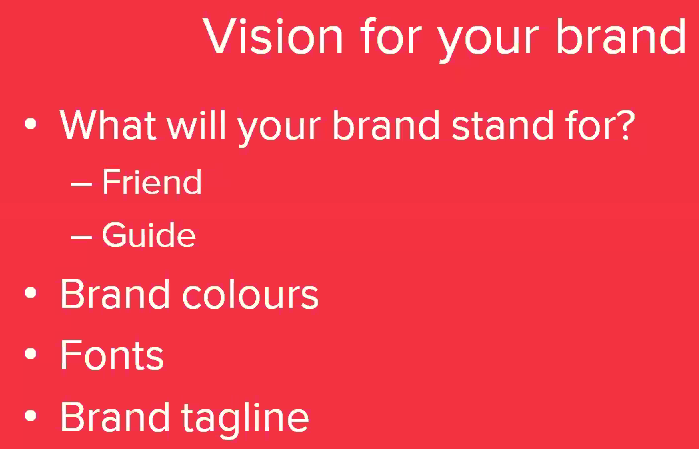 Vision for your brand
• What will your brand stand for?
– Friend
– Guide
• Brand colours
• Fonts
• Brand tagline